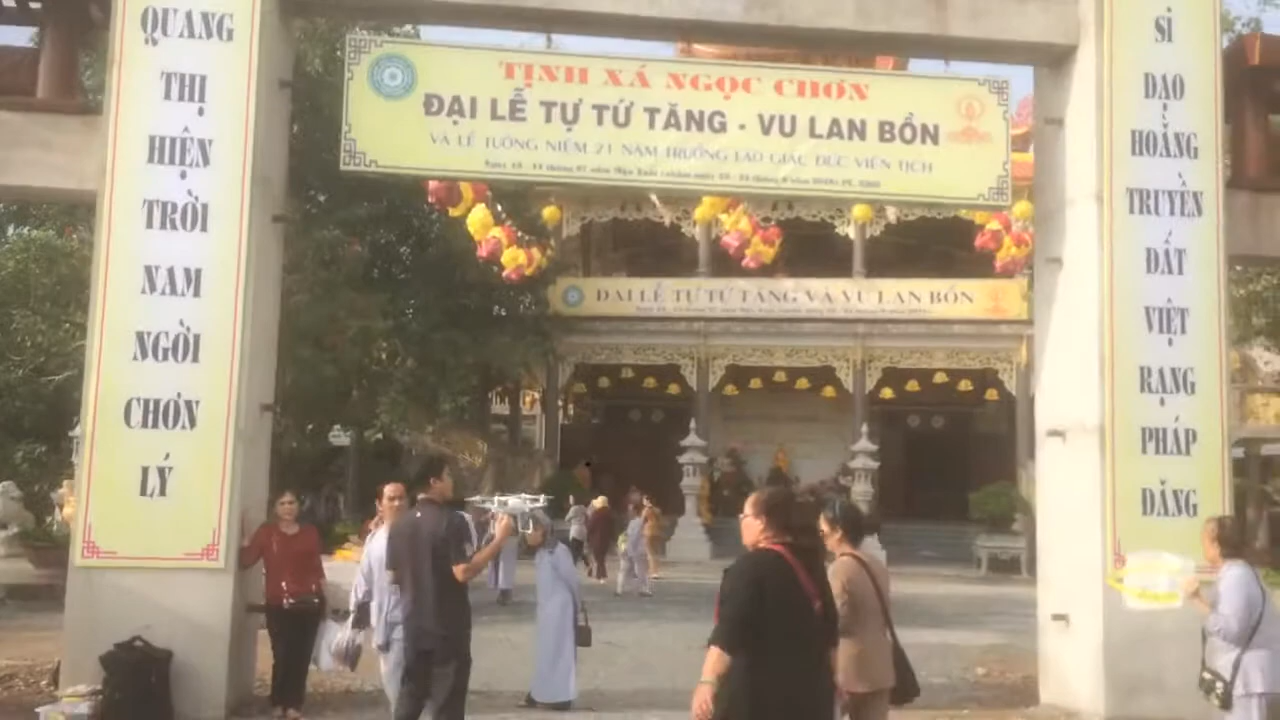 QUANG
THỊ
HIỆN
TRỜI
NAM
NGỜI
CHƠN
LÝ
TỊNH XÁ NGỌC CHƠN
ĐẠI LỄ TỰ TỨ TĂNG - VU LAN BỒN
VÀ LỄ TƯỞNG NIỆM 21 NĂM TRƯỞNG LÃO GIÁC ĐỨC VIÊN TỊCH
ĐẠI LỄ TỰ TỨ TĂNG VÀ VU LAN BỒN
SĨ
ĐẠO
HOẰNG
TRUYỀN
ĐẤT
VIỆT
RẠNG
PHÁP
ĐĂNG